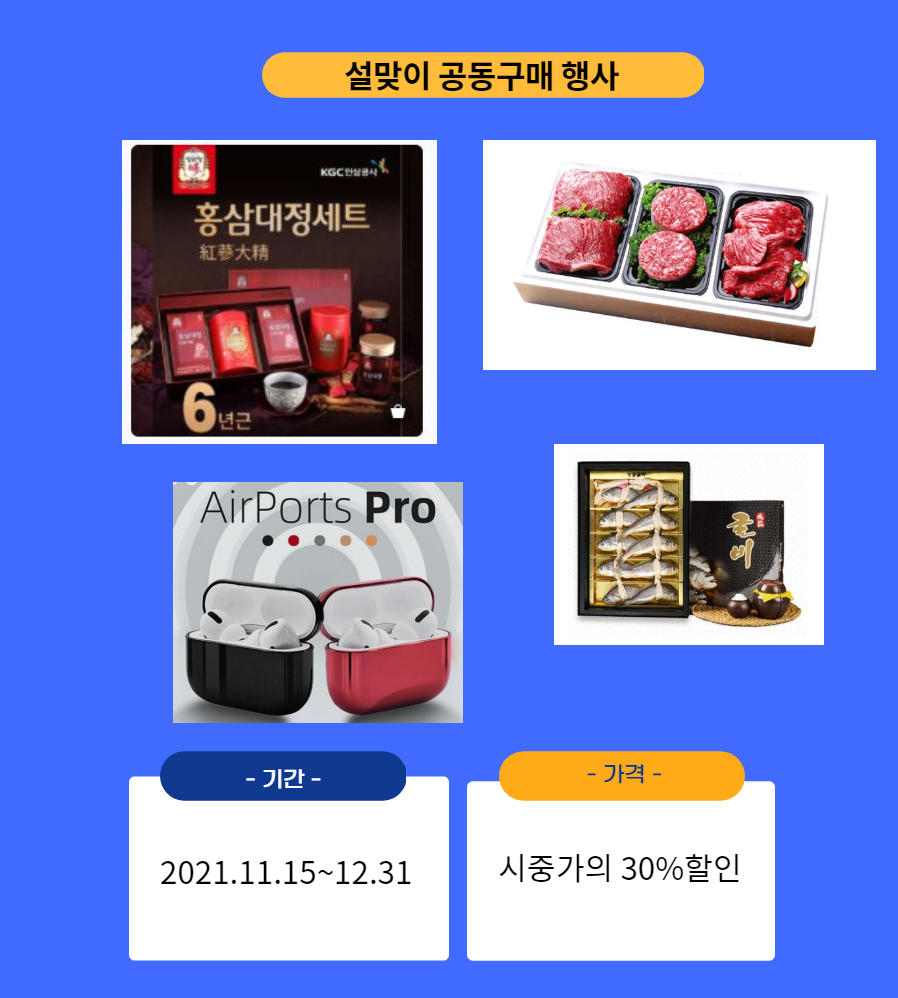 설맞이 공동구매 행사
KGC인삼공사
홍삼대정세트
紅蔘大精
6년근
AirPorts Pro
굴비
- 기간 -
2021.11.15~12.31
- 가격 -
시중가의 30%할인